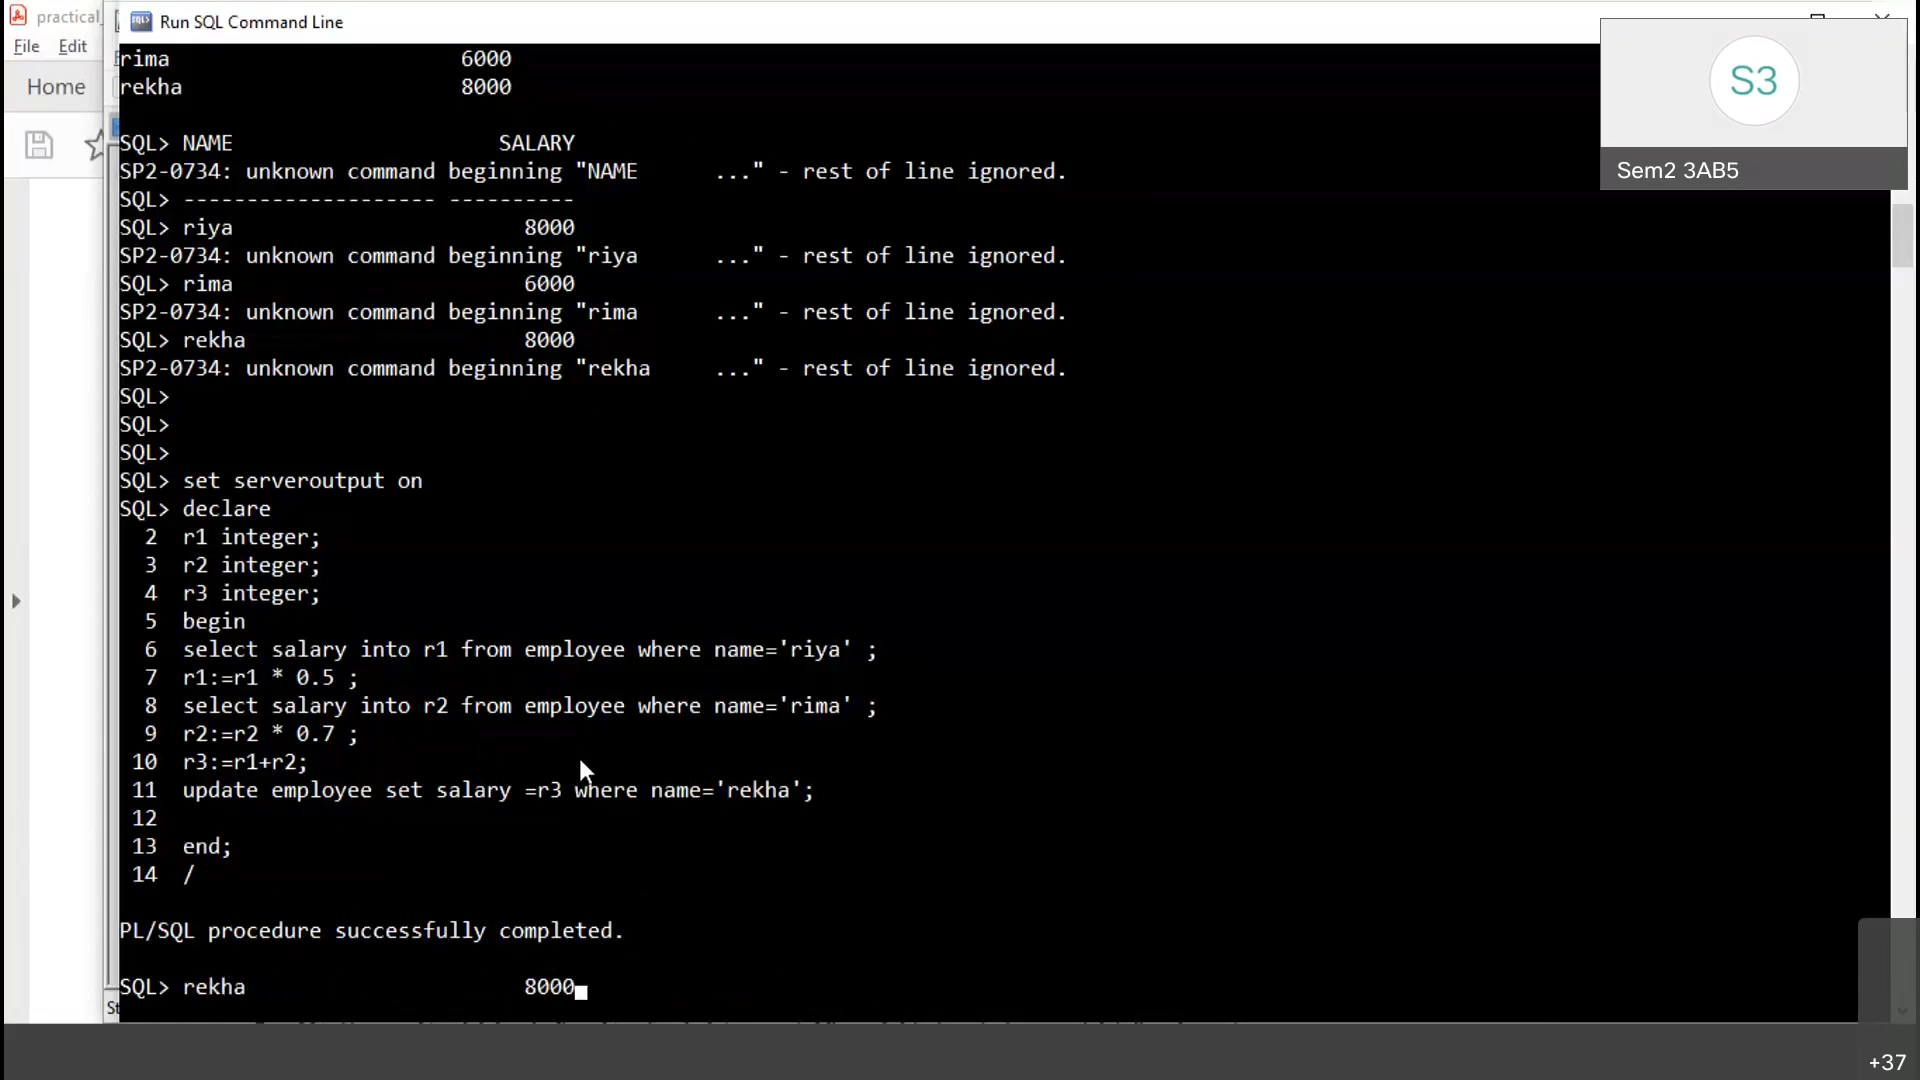 practical_
Run SQL Command Line
File Edit
Home
rima                       6000
rekha                      8000
SQL> NAME                     SALARY
SP2-0734: unknown command beginning "NAME      ..." - rest of line ignored.
SQL> -------------------- ----------
SQL> riya                       8000
SP2-0734: unknown command beginning "riya      ..." - rest of line ignored.
SQL> rima                       6000
SP2-0734: unknown command beginning "rima      ..." - rest of line ignored.
SQL> rekha                      8000
SP2-0734: unknown command beginning "rekha     ..." - rest of line ignored.
SQL>
SQL>
SQL>
SQL> set serveroutput on
SQL> declare
  2  r1 integer;
  3  r2 integer;
  4  r3 integer;
  5  begin
  6  select salary into r1 from employee where name='riya' ;
  7  r1:=r1 * 0.5 ;
  8  select salary into r2 from employee where name='rima' ;
  9  r2:=r2 * 0.7 ;
 10  r3:=r1+r2;
 11  update employee set salary =r3 where name='rekha';
 12
 13  end;
 14  /
PL/SQL procedure successfully completed.
SQL> rekha                      8000
St
S3
Sem2 3AB5
+37